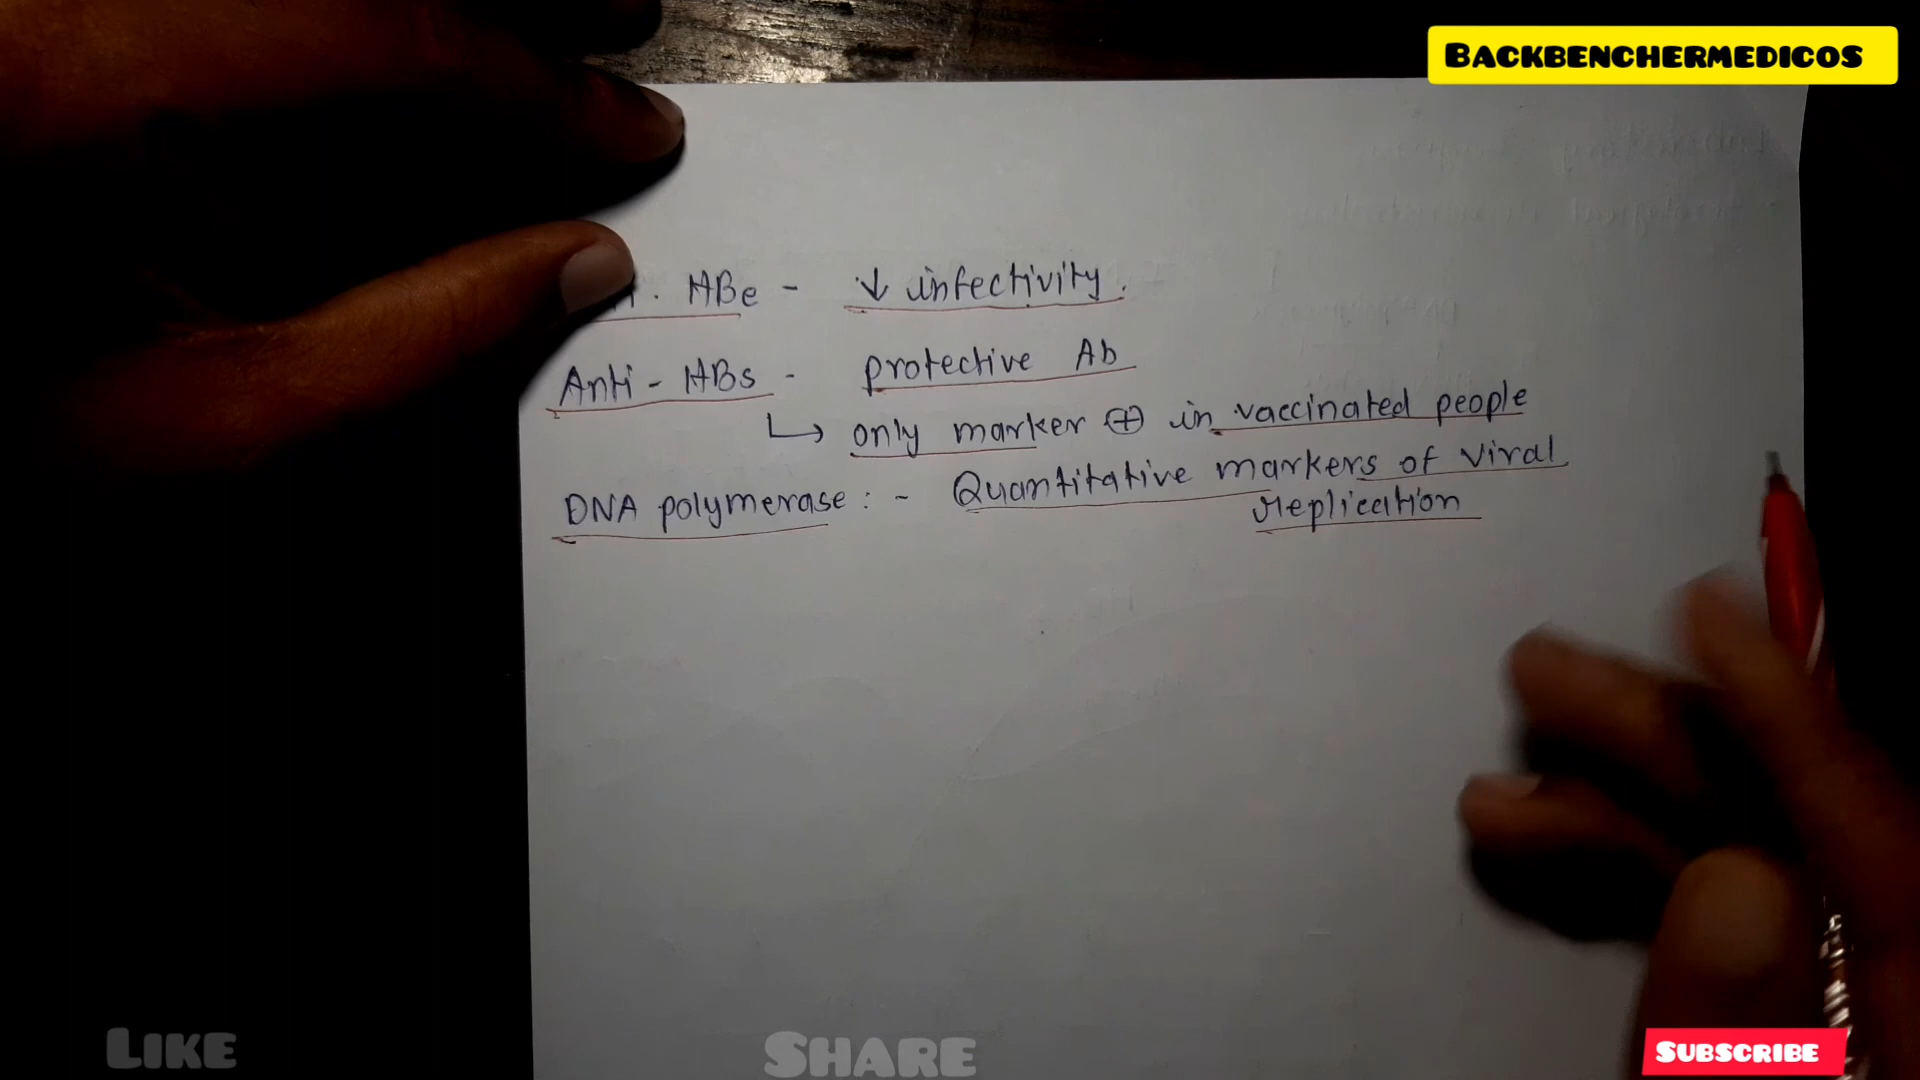 BACKBENCHERMEDICOS
HBe - ↓ infectivity.
Anti - HBs - protective Ab
↳ only marker ⊕ in vaccinated people
DNA polymerase : - Quantitative markers of viral
replication
LIKE
SHARE
SUBSCRIBE